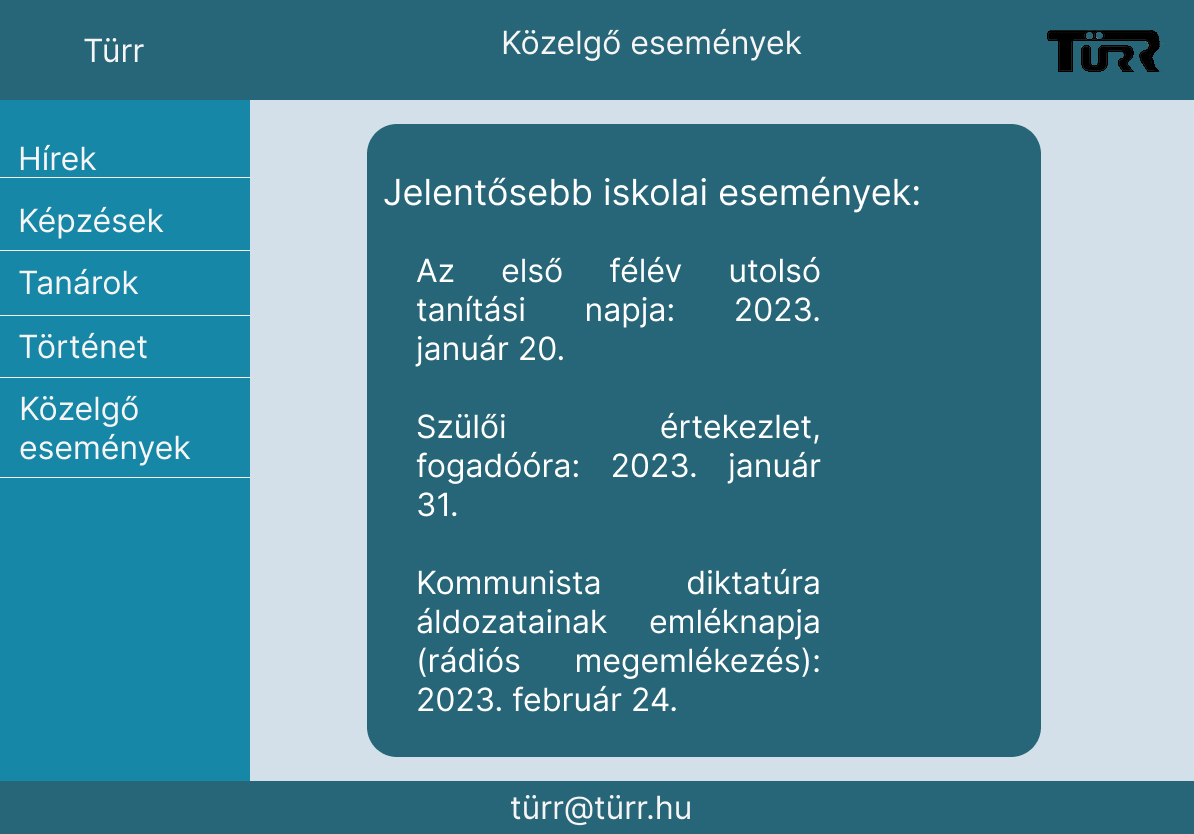 Türr
Közelgő események
TÜRR
Hírek
Képzések
Tanárok
Történet
Közelgő
események
Jelentősebb iskolai események:
Az első félév utolsó
tanítási napja: 2023.
január 20.
Szülői értekezlet,
fogadóóra: 2023. január
31.
Kommunista diktatúra
áldozatainak emléknapja
(rádiós megemlékezés):
2023. február 24.
türr@türr.hu